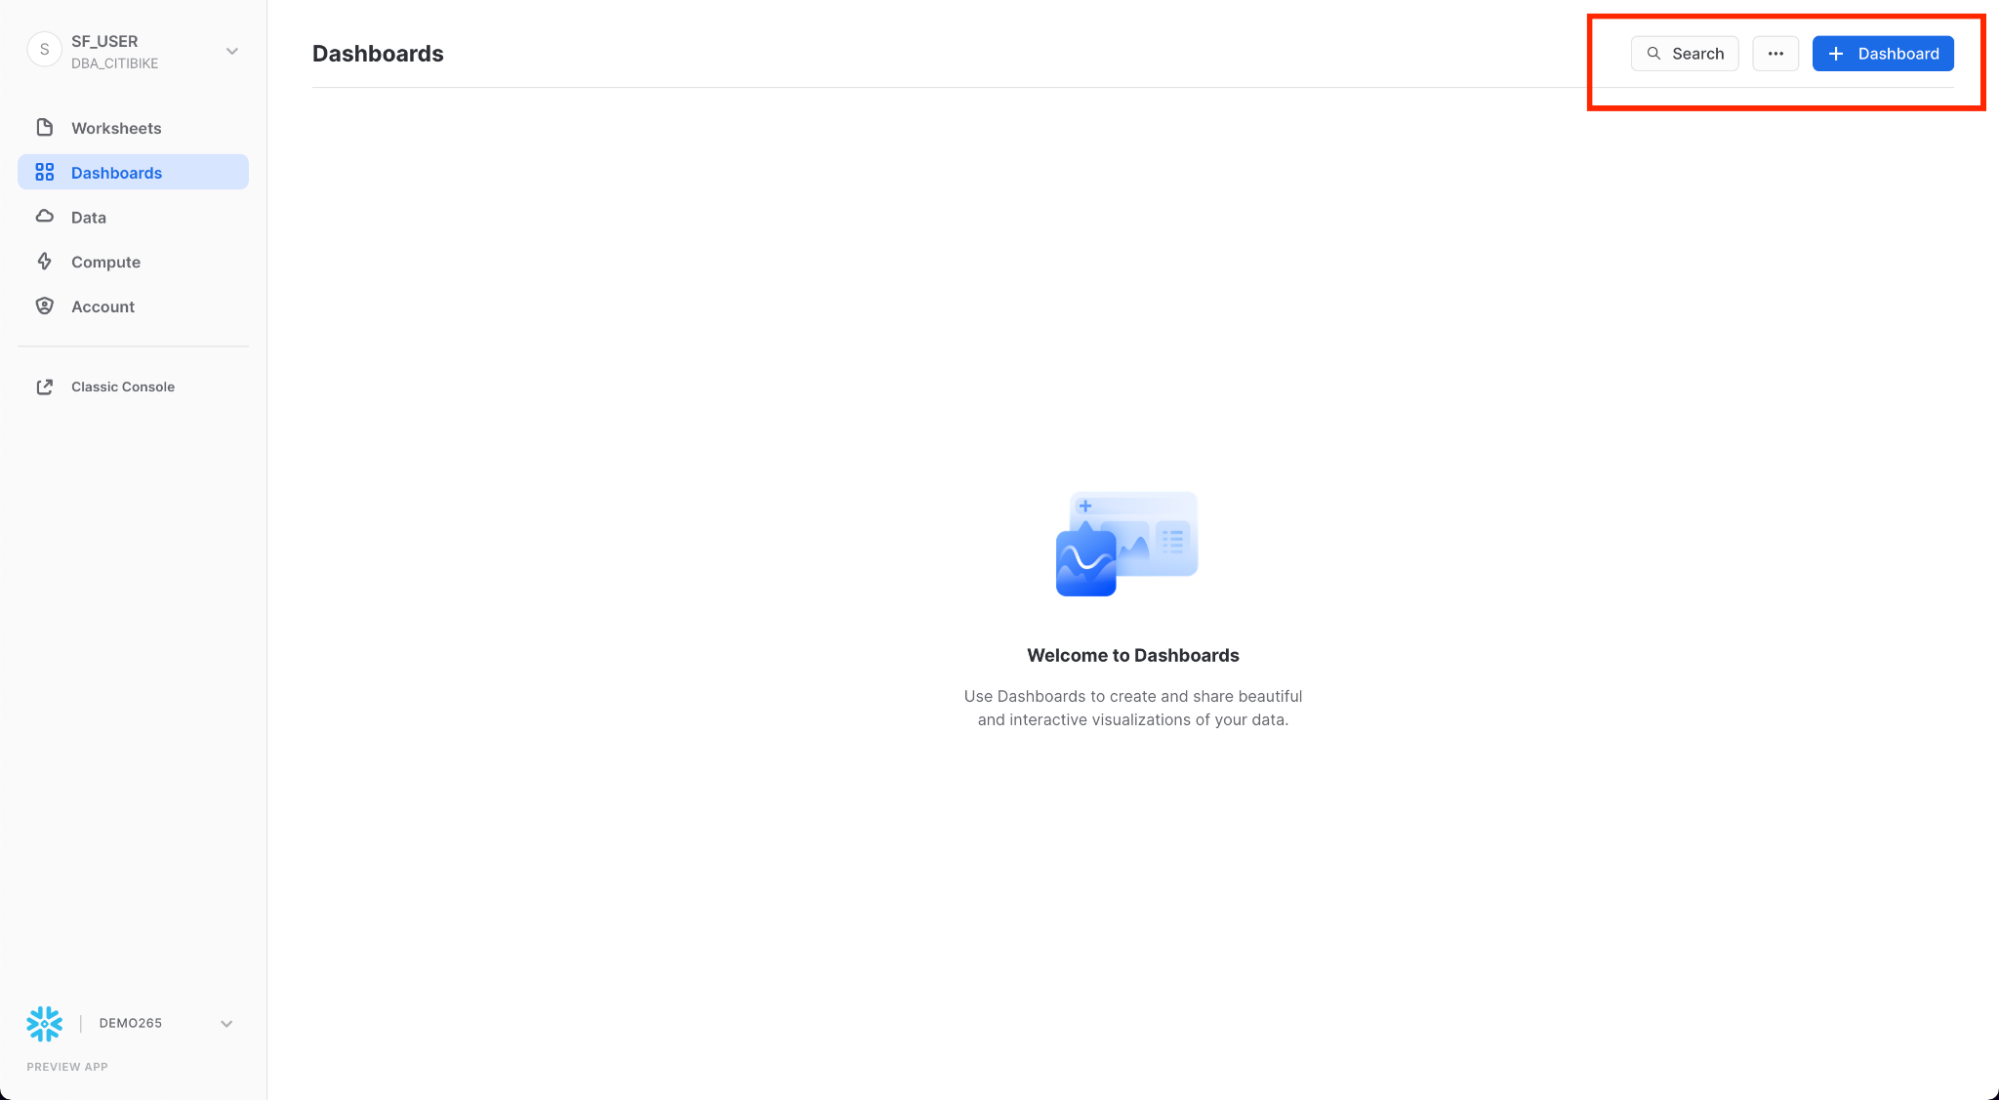 S
SF_USER
DBA_CITIBIKE
Worksheets
Dashboards
Data
Compute
Account
Classic Console
DEMO265
PREVIEW APP
Dashboards
Search
Dashboard
Welcome to Dashboards
Use Dashboards to create and share beautiful
and interactive visualizations of your data.